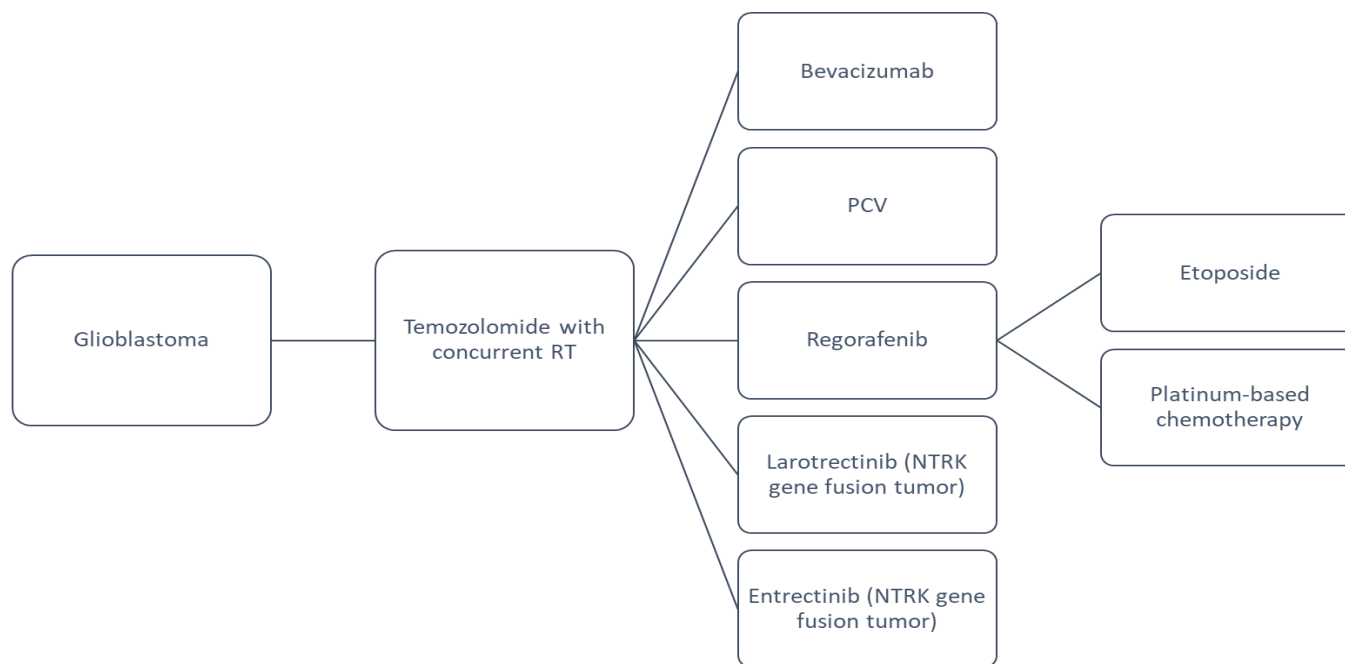 Glioblastoma
Temozolomide with
concurrent RT
Bevacizumab
PCV
Regorafenib
Larotrectinib (NTRK
gene fusion tumor)
Entrectinib (NTRK gene
fusion tumor)
Etoposide
Platinum-based
chemotherapy